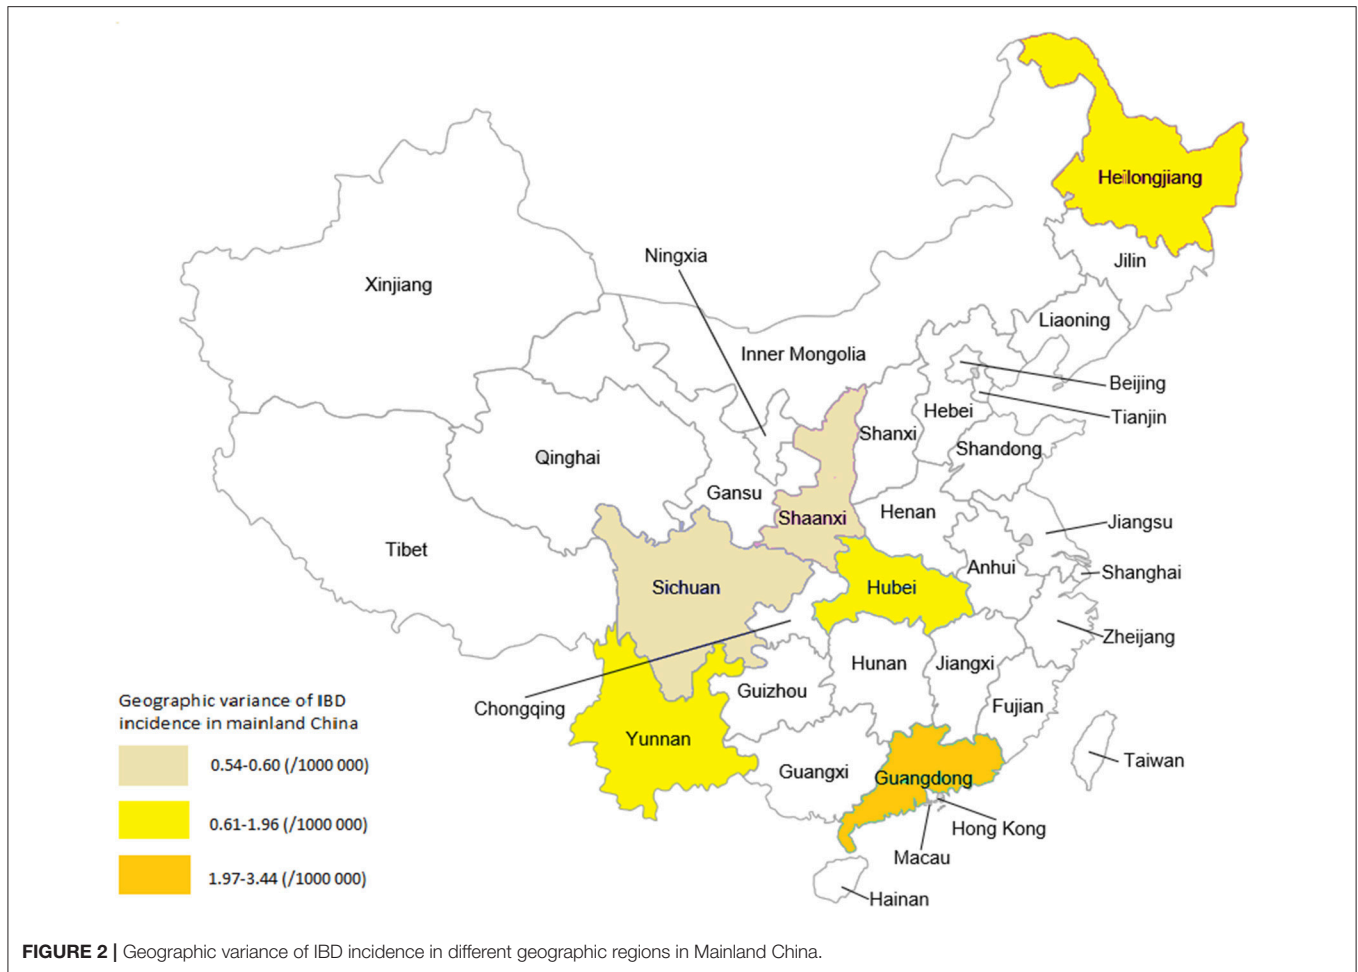 Heilongjiang
Jilin
Ningxia
Xinjiang
Liaoning
Inner Mongolia
Beijing
Hebei
Tianjin
Shanxi
Shandong
Qinghai
Gansu
Henan
Shaanxi
Jiangsu
Tibet
Anhui
Shanghai
Sichuan
Hubei
Zheijang
Hunan
Jiangxi
Guizhou
Chongqing
Fujian
Geographic variance of IBD
incidence in mainland China
Yunnan
Taiwan
Guangxi
Guangdong
0.54-0.60 (/1000 000)
0.61-1.96 (/1000 000)
Hong Kong
Macau
1.97-3.44 (/1000 000)
Hainan
FIGURE 2 | Geographic variance of IBD incidence in different geographic regions in Mainland China.